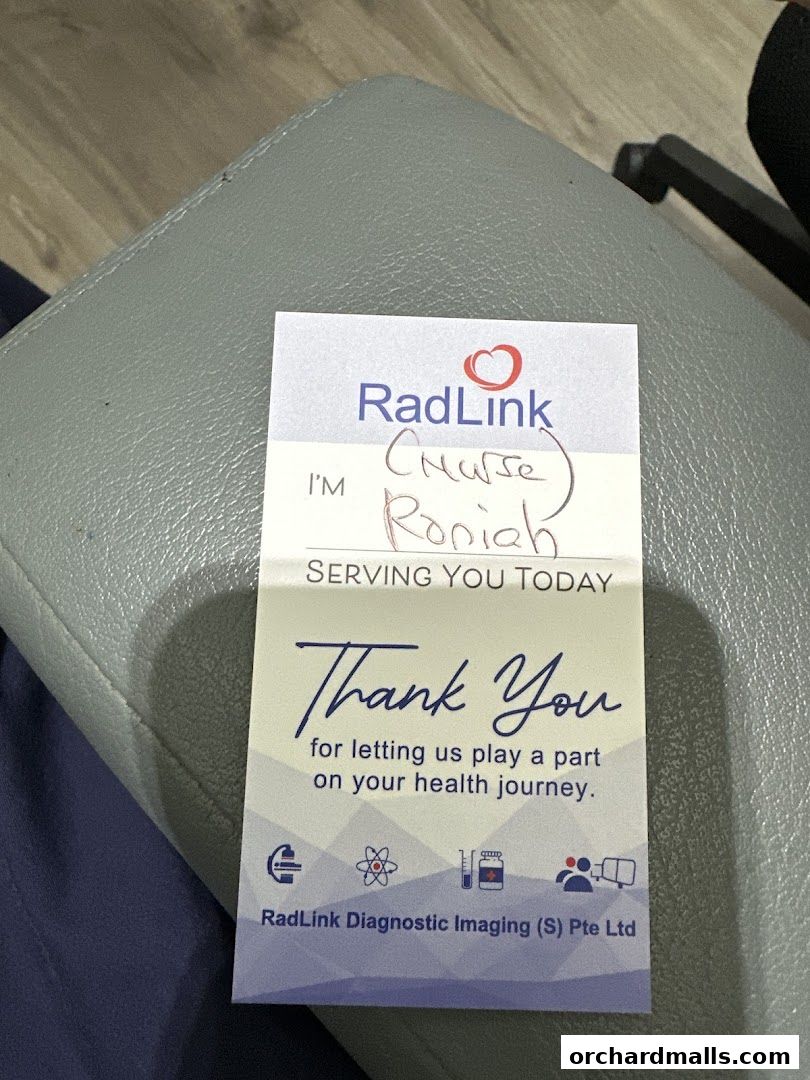 RadLink
(Nurse)
I'M Roniah
SERVING YOU TODAY
Thank You
for letting us play a part
on your health journey.
RadLink Diagnostic Imaging (S) Pte Ltd
orchardmalls.com